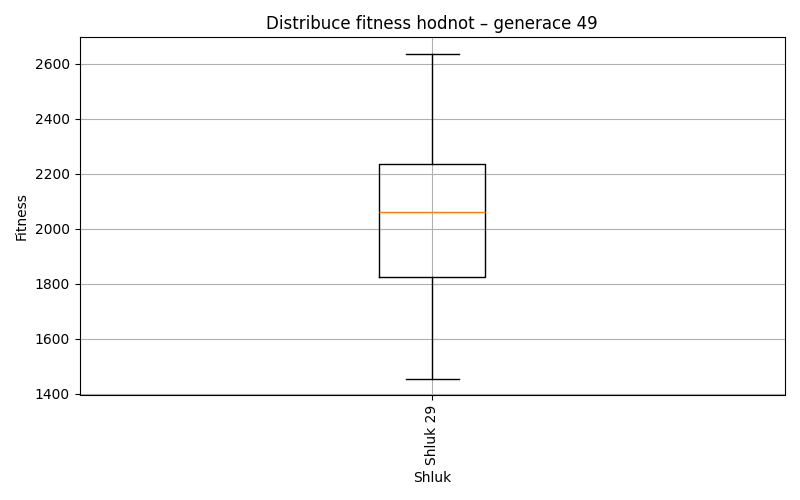 Distribuce fitness hodnot – generace 49
Fitness
2600
2400
2200
2000
1800
1600
1400
Shluk 29
Shluk